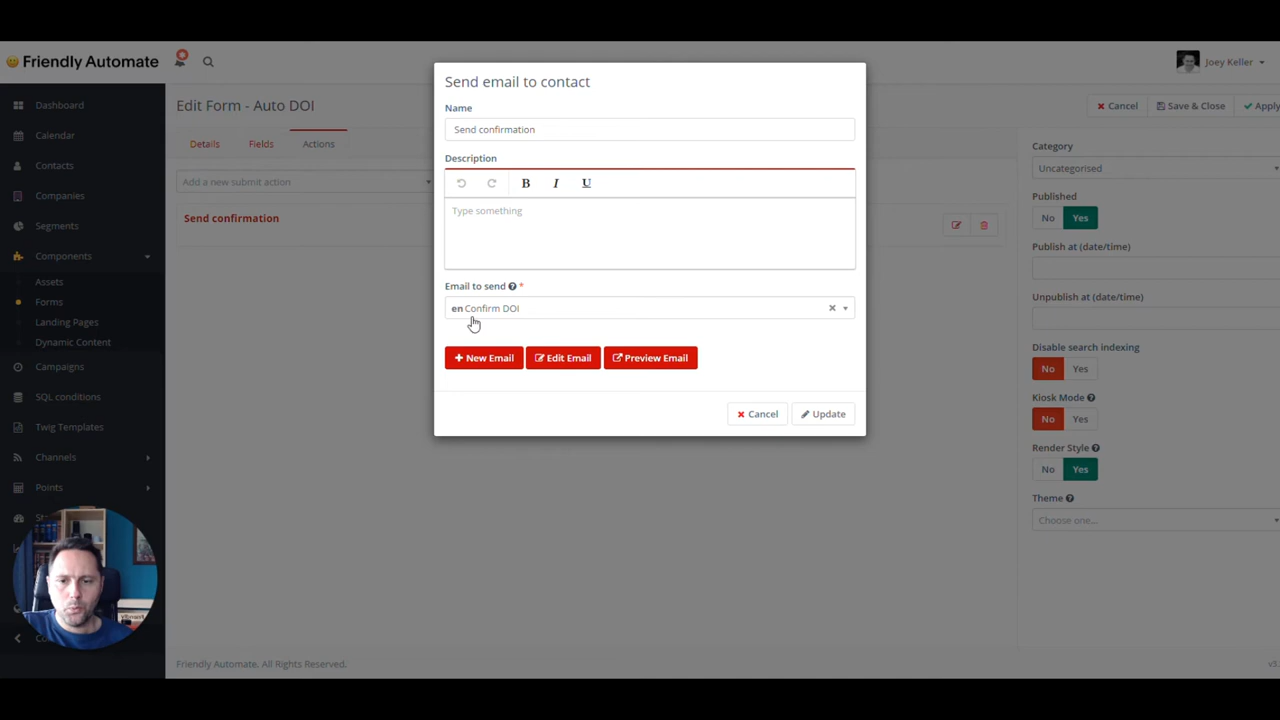 Friendly Automate
Joey Keller
Dashboard
Calendar
Contacts
Companies
Segments
Components
Assets
Forms
Landing Pages
Dynamic Content
Campaigns
SQL conditions
Twig Templates
Channels
Points
Edit Form - Auto DOI
Cancel
Save & Close
Apply
Details
Fields
Actions
Add a new submit action
Send confirmation
Send email to contact
Name
Send confirmation
Description
B I U
Type something
Email to send *
en Confirm DOI
New Email
Edit Email
Preview Email
Cancel
Update
Category
Uncategorised
Published
No Yes
Publish at (date/time)
Unpublish at (date/time)
Disable search indexing
No Yes
Kiosk Mode
No Yes
Render Style
No Yes
Theme
Choose one...
Friendly Automate. All Rights Reserved.